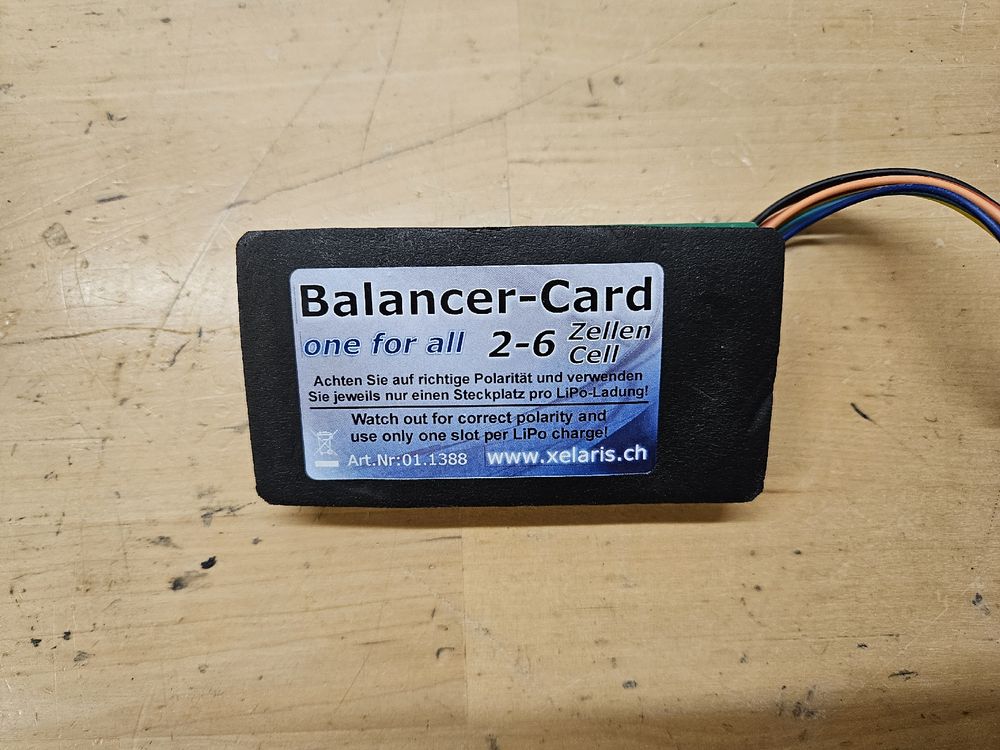 Balancer-Card
one for all 2-6 Zellen
Cell
Achten Sie auf richtige Polarität und verwenden
Sie jeweils nur einen Steckplatz pro LiPo-Ladung!
Watch out for correct polarity and
use only one slot per LiPo charge!
Art.Nr:01.1388 www.xelaris.ch